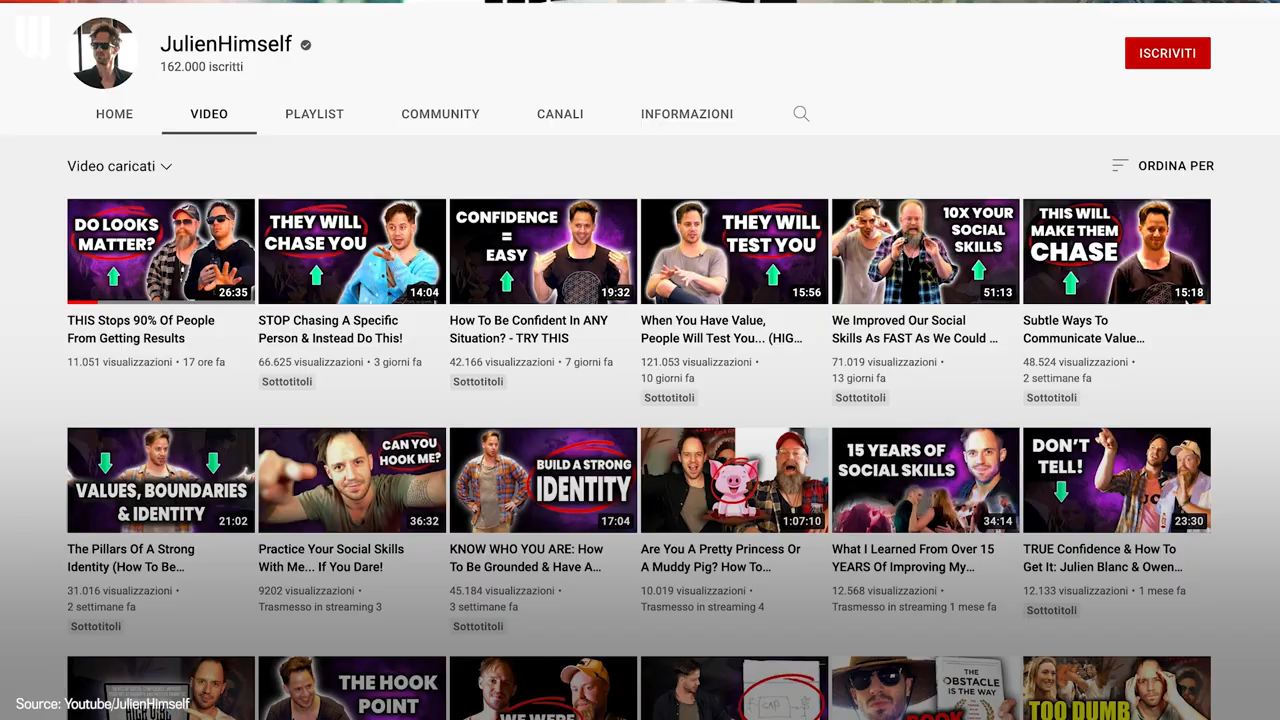 JulienHimself
162.000 iscritti
ISCRIVITI
HOME VIDEO PLAYLIST COMMUNITY CANALI INFORMAZIONI
Video caricati
ORDINA PER
DO LOOKS
MATTER?
26:35
THEY WILL
CHASE YOU
14:04
CONFIDENCE
=
EASY
19:32
THEY WILL
TEST YOU
15:56
10X YOUR
SOCIAL
SKILLS
51:13
THIS WILL
MAKE THEM
CHASE
15:18
THIS Stops 90% Of People
From Getting Results
11.051 visualizzazioni • 17 ore fa
STOP Chasing A Specific
Person & Instead Do This!
66.625 visualizzazioni • 3 giorni fa
Sottotitoli
How To Be Confident In ANY
Situation? - TRY THIS
42.166 visualizzazioni • 7 giorni fa
Sottotitoli
When You Have Value,
People Will Test You... (HIG...
121.053 visualizzazioni •
10 giorni fa
Sottotitoli
We Improved Our Social
Skills As FAST As We Could ...
71.019 visualizzazioni •
13 giorni fa
Sottotitoli
Subtle Ways To
Communicate Value...
48.524 visualizzazioni •
2 settimane fa
Sottotitoli
VALUES, BOUNDARIES
& IDENTITY
21:02
CAN YOU
HOOK ME?
36:32
BUILD A STRONG
IDENTITY
17:04
1:07:10
15 YEARS OF
SOCIAL SKILLS
34:14
DON'T
TELL!
23:30
The Pillars Of A Strong
Identity (How To Be...
31.016 visualizzazioni •
2 settimane fa
Sottotitoli
Practice Your Social Skills
With Me... If You Dare!
9202 visualizzazioni •
Trasmesso in streaming 3
KNOW WHO YOU ARE: How
To Be Grounded & Have A...
45.184 visualizzazioni •
3 settimane fa
Sottotitoli
Are You A Pretty Princess Or
A Muddy Pig? How To...
10.019 visualizzazioni •
Trasmesso in streaming 4
What I Learned From Over 15
YEARS Of Improving My...
12.568 visualizzazioni •
Trasmesso in streaming 1 mese fa
TRUE Confidence & How To
Get It: Julien Blanc & Owen...
12.133 visualizzazioni • 1 mese fa
Sottotitoli
THE HOOK
POINT
WE WERE
CAP
THE
OBSTACLE
IS THE WAY
BOOK
TOO DUMB
Source: Youtube/JulienHimself